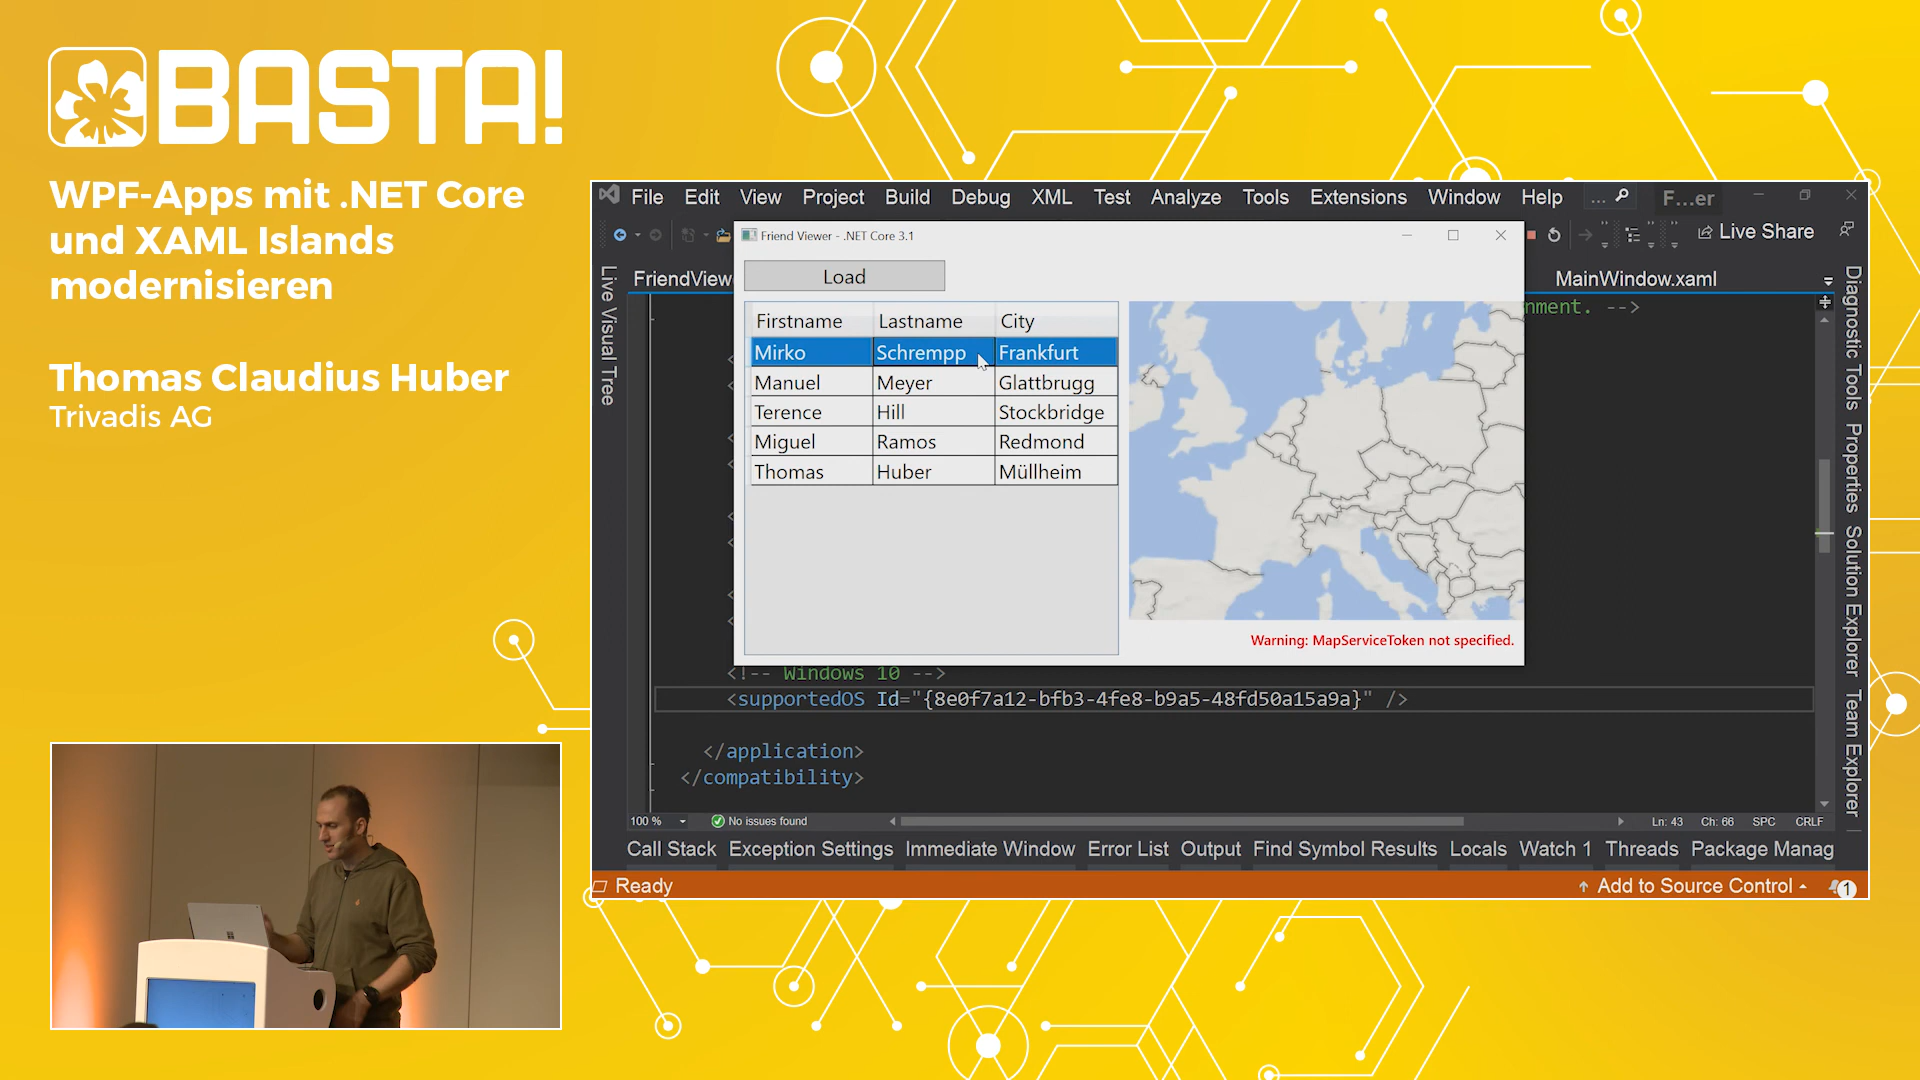 BASTA!
WPF-Apps mit .NET Core
und XAML Islands
modernisieren
Thomas Claudius Huber
Trivadis AG
File Edit View Project Build Debug XML Test Analyze Tools Extensions Window Help ... F...er
Live Share
Friend Viewer - .NET Core 3.1
Load
Firstname Lastname City
Mirko Schrempp Frankfurt
Manuel Meyer Glattbrugg
Terence Hill Stockbridge
Miguel Ramos Redmond
Thomas Huber Müllheim
Warning: MapServiceToken not specified.
Live Visual Tree
FriendView
MainWindow.xaml
nment. -->
<!-- Windows 10 -->
<supportedOS Id="{8e0f7a12-bfb3-4fe8-b9a5-48fd50a15a9a}" />
</application>
</compatibility>
Diagnostic Tools
Properties
Solution Explorer
Team Explorer
100 % No issues found Ln: 43 Ch: 66 SPC CRLF
Call Stack Exception Settings Immediate Window Error List Output Find Symbol Results Locals Watch 1 Threads Package Manag
Ready Add to Source Control 1